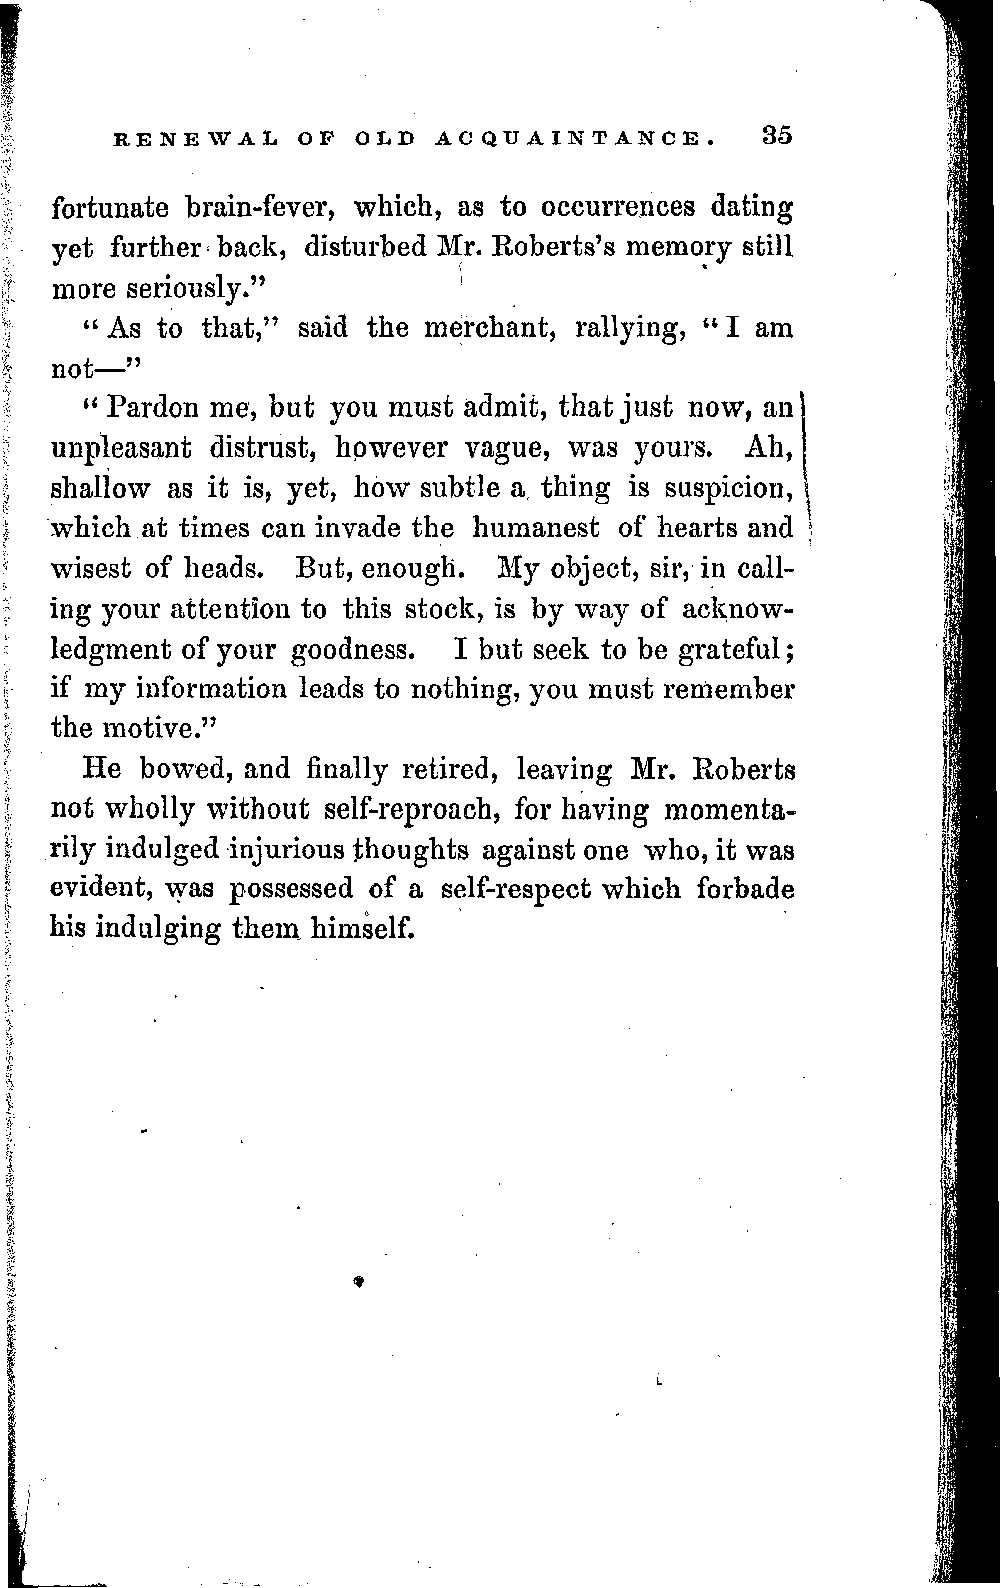 RENEWAL OF OLD ACQUAINTANCE. 35
fortunate brain-fever, which, as to occurrences dating
yet further back, disturbed Mr. Roberts's memory still
more seriously."
"As to that," said the merchant, rallying, "I am
not—"
"Pardon me, but you must admit, that just now, an
unpleasant distrust, however vague, was yours. Ah,
shallow as it is, yet, how subtle a thing is suspicion,
which at times can invade the humanest of hearts and
wisest of heads. But, enough. My object, sir, in call-
ing your attention to this stock, is by way of acknow-
ledgment of your goodness. I but seek to be grateful;
if my information leads to nothing, you must remember
the motive."
He bowed, and finally retired, leaving Mr. Roberts
not wholly without self-reproach, for having momenta-
rily indulged injurious thoughts against one who, it was
evident, was possessed of a self-respect which forbade
his indulging them himself.